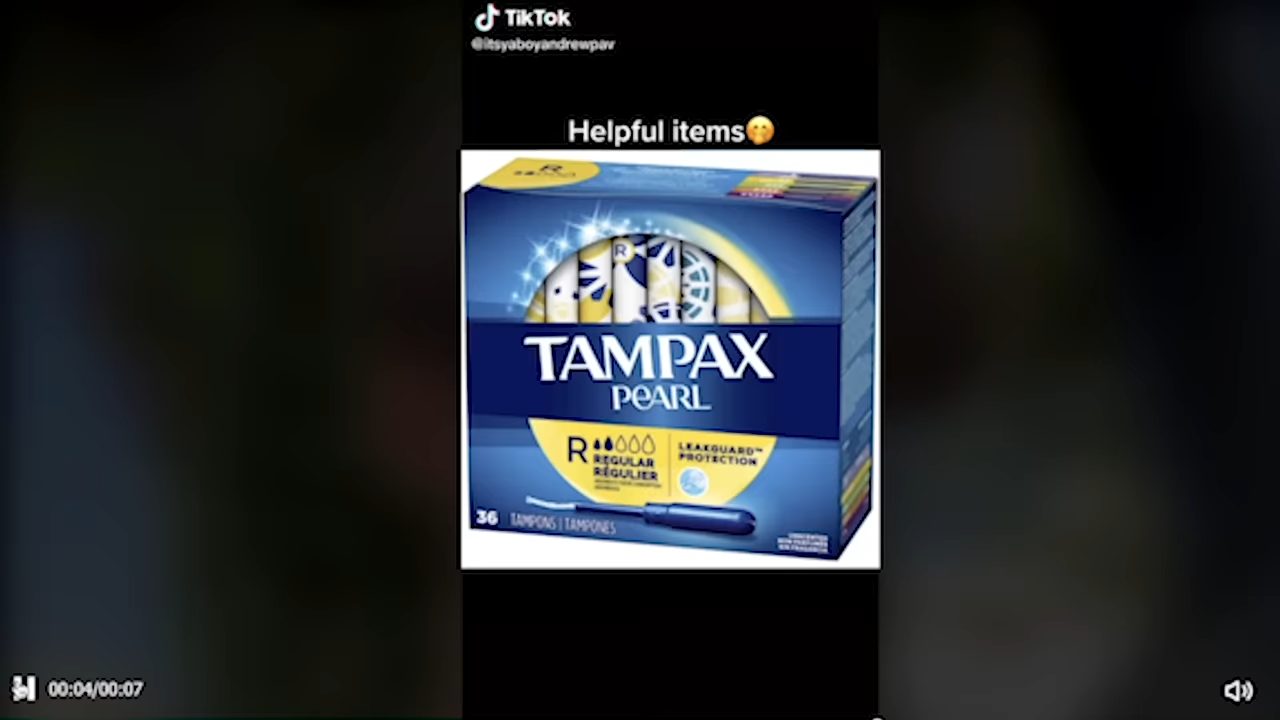 TikTok
@itsyaboyandrewpav
Helpful items🤭
R
R
TAMPAX
PEARL
R
REGULAR
RÉGULIER
LEAKGUARD™
PROTECTION
36 TAMPONS | TAMPONES
00:04/00:07